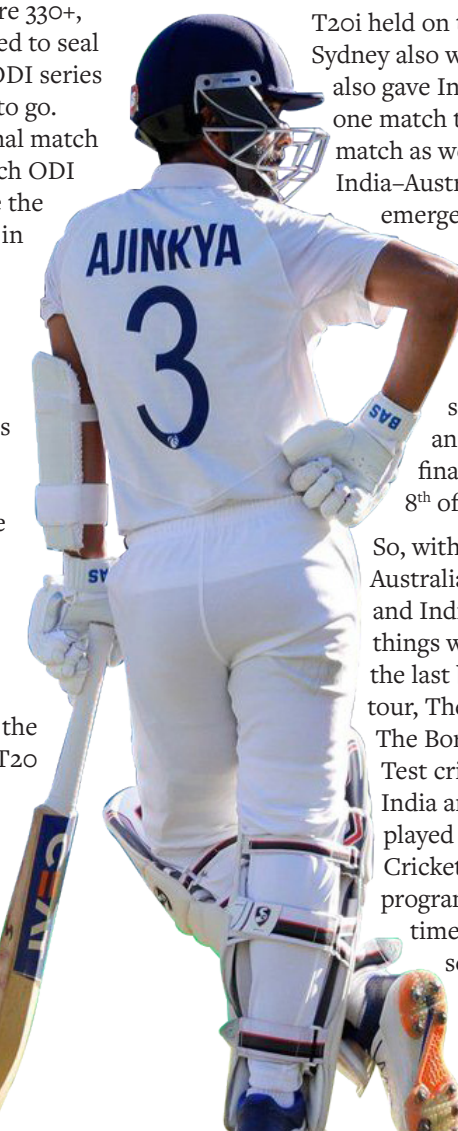 re 330+,
ed to seal
ODI series
to go.
nal match
ch ODI
e the
in
s
e
the
T20
AJINKYA
3
BAS
SA
CEAT
T20i held on t
Sydney also w
also gave In
one match t
match as we
India–Austr
emerge
s
an
fina
8th of
So, with
Australia
and Indi
things w
the last
tour, The
The Bor
Test cri
India an
played
Cricket
program
time
se